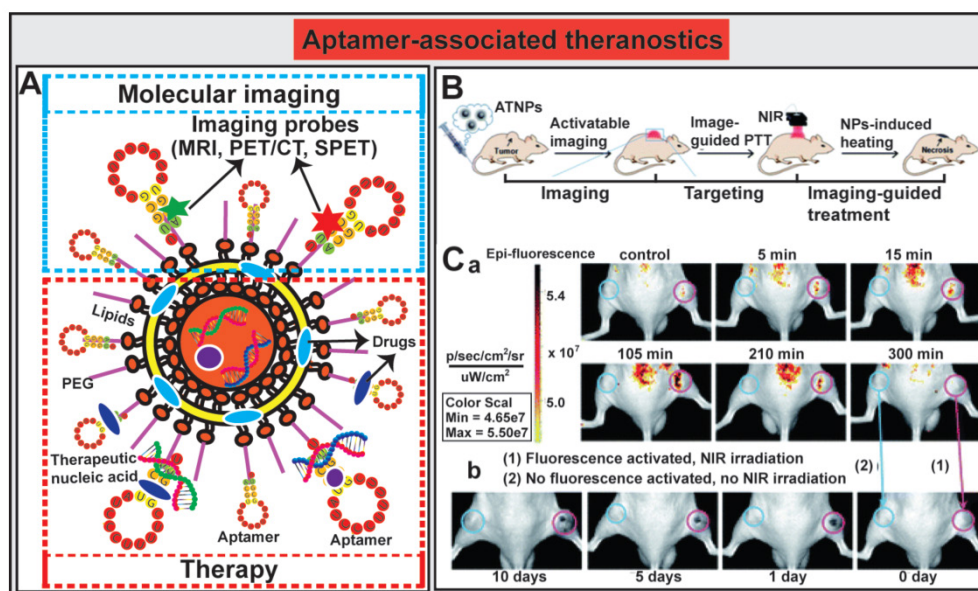 Aptamer-associated theranostics
A
Molecular imaging
Imaging probes
(MRI, PET/CT, SPET)
Lipids
Drugs
PEG
Therapeutic
nucleic acid
Aptamer
Aptamer
Therapy
B
ATNPs
Activatable
imaging
Image-
guided PTT
NIR
NPs-induced
heating
Tumor
Necrosis
Imaging
Targeting
Imaging-guided
treatment
C
a
Epi-fluorescence
control
5 min
15 min
5.4
x 10⁷
5.0
p/sec/cm²/sr
uW/cm²
Color Scal
Min = 4.65e7
Max = 5.50e7
105 min
210 min
300 min
(1) Fluorescence activated, NIR irradiation
(2) No fluorescence activated, no NIR irradiation
(2)
(1)
b
10 days
5 days
1 day
0 day